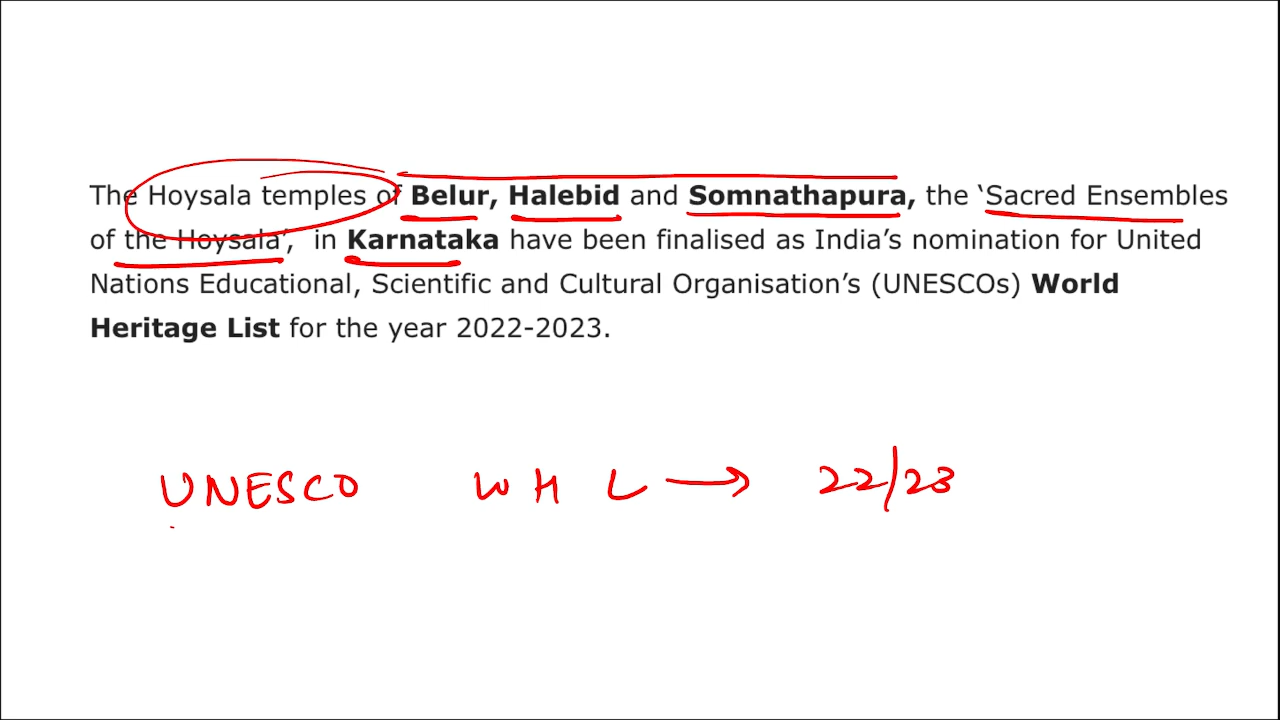 The Hoysala temples of Belur, Halebid and Somnathapura, the ‘Sacred Ensembles
of the Hoysala’, in Karnataka have been finalised as India’s nomination for United
Nations Educational, Scientific and Cultural Organisation’s (UNESCOs) World
Heritage List for the year 2022-2023.
UNESCO W H L → 22/23